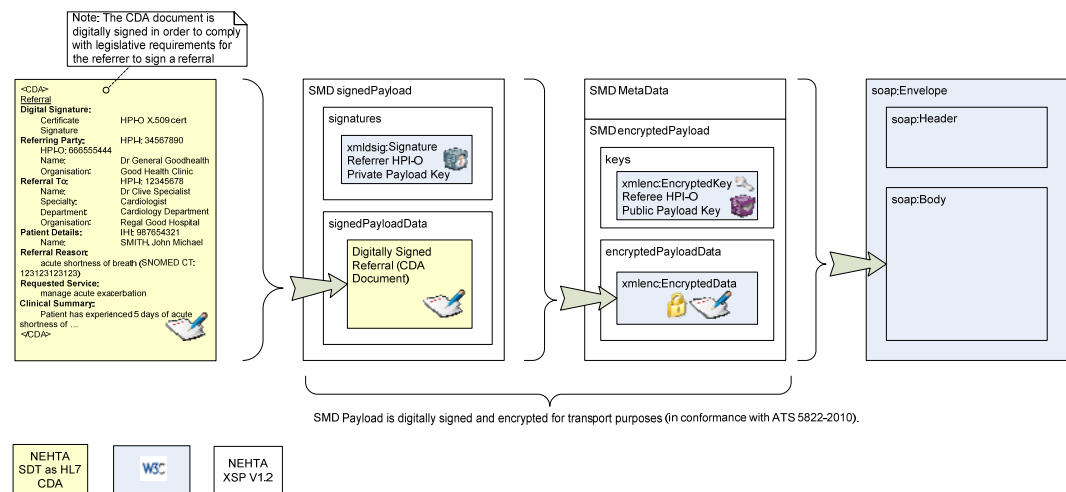 Note: The CDA document is
digitally signed in order to comply
with legislative requirements for
the referrer to sign a referral
<CDA>
Referral
Digital Signature:
Certificate HPI-O X.509 cert
Signature
Referring Party: HPI-I: 34567890
HPI-O: 666555444
Name: Dr General Goodhealth
Organisation: Good Health Clinic
Referral To: HPI-I: 12345678
Name: Dr Clive Specialist
Specialty: Cardiologist
Department: Cardiology Department
Organisation: Regal Good Hospital
Patient Details: IHI: 987654321
Name: SMITH, John Michael
Referral Reason:
acute shortness of breath (SNOMED CT:
123123123123)
Requested Service:
manage acute exacerbation
Clinical Summary:
Patient has experienced 5 days of acute
shortness of ...
</CDA>
SMD signedPayload
signatures
xmldsig:Signature
Referrer HPI-O
Private Payload Key
signedPayloadData
Digitally Signed
Referral (CDA
Document)
SMD MetaData
SMD encryptedPayload
keys
xmlenc:EncryptedKey
Referee HPI-O
Public Payload Key
encryptedPayloadData
xmlenc:EncryptedData
soap:Envelope
soap:Header
soap:Body
SMD Payload is digitally signed and encrypted for transport purposes (in conformance with ATS 5822-2010).
NEHTA
SDT as HL7
CDA
W3C
NEHTA
XSP V1.2